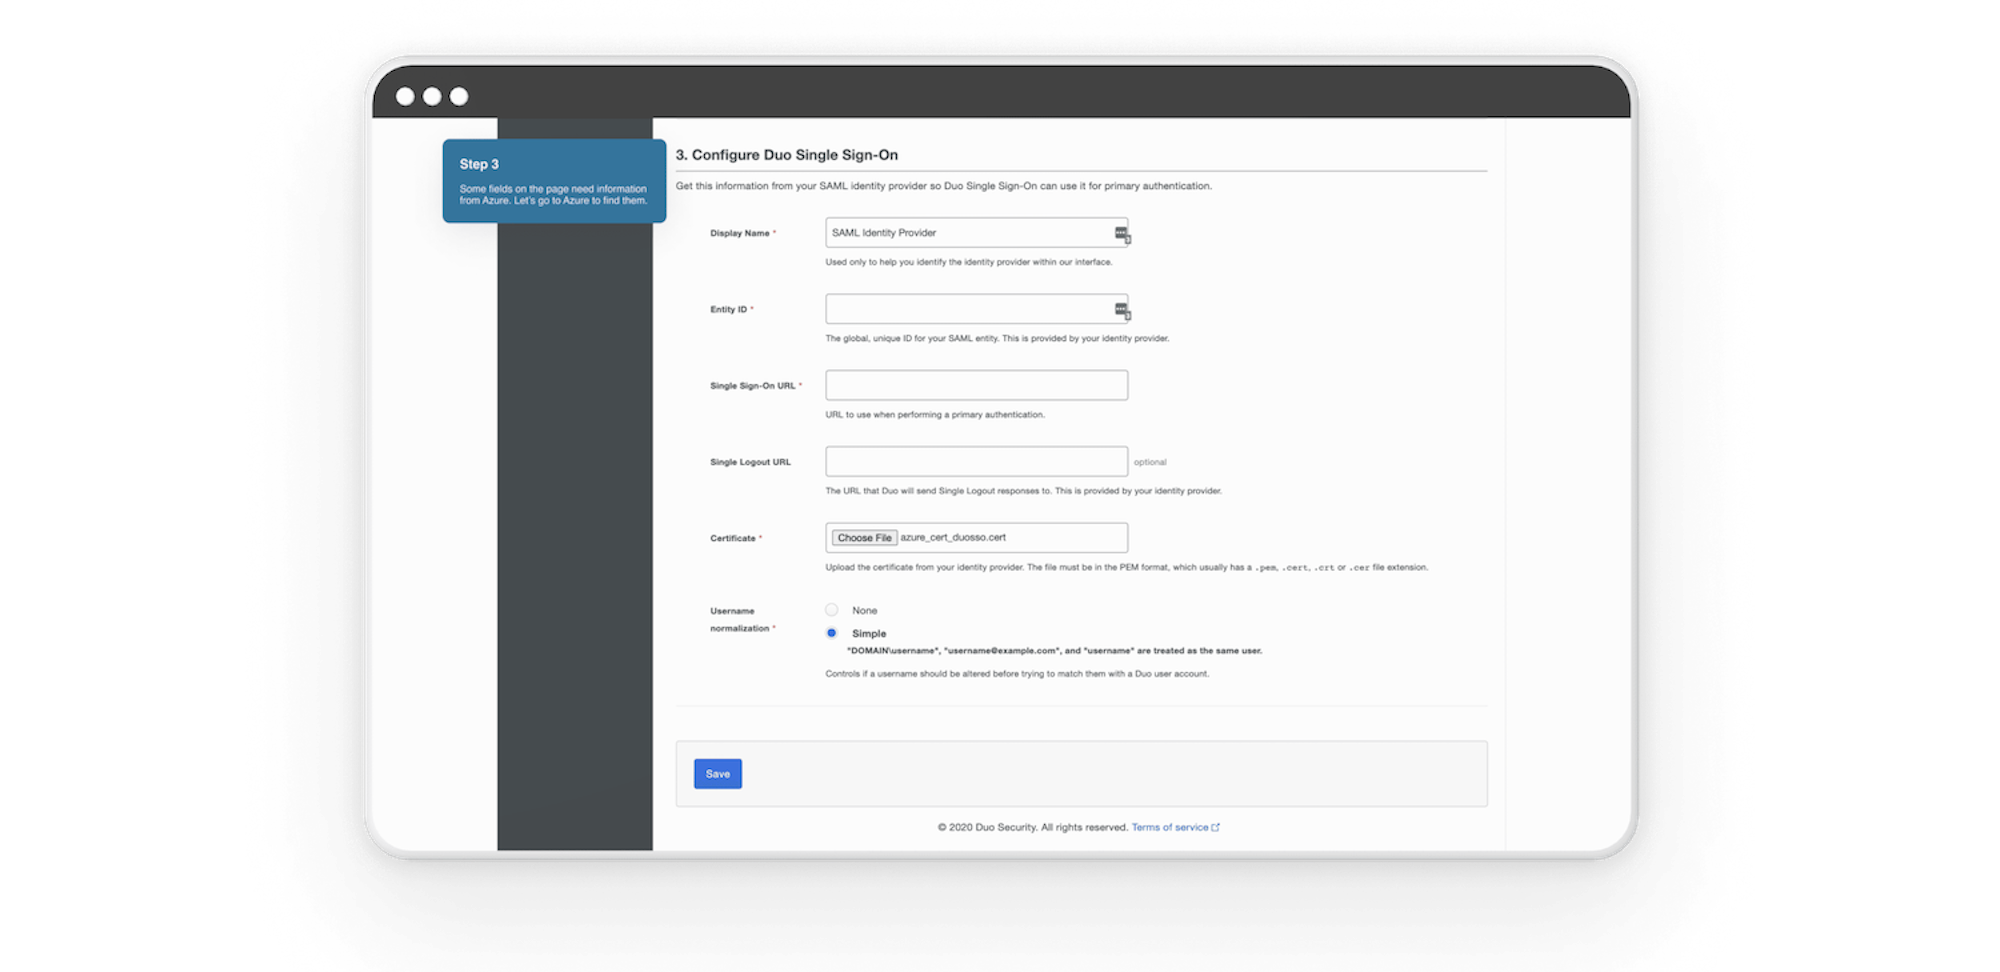 Step 3
Some fields on the page need information
from Azure. Let's go to Azure to find them.
3. Configure Duo Single Sign-On
Get this information from your SAML identity provider so Duo Single Sign-On can use it for primary authentication.
Display Name *
SAML Identity Provider
Used only to help you identify the identity provider within our interface.
Entity ID *
The global, unique ID for your SAML entity. This is provided by your identity provider.
Single Sign-On URL *
URL to use when performing a primary authentication.
Single Logout URL
optional
The URL that Duo will send Single Logout responses to. This is provided by your identity provider.
Certificate *
Choose File azure_cert_duosso.cert
Upload the certificate from your identity provider. The file must be in the PEM format, which usually has a .pem, .cert, .crt or .cer file extension.
Username
normalization *
None
Simple
"DOMAIN\username", "username@example.com", and "username" are treated as the same user.
Controls if a username should be altered before trying to match them with a Duo user account.
Save
© 2020 Duo Security. All rights reserved. Terms of service